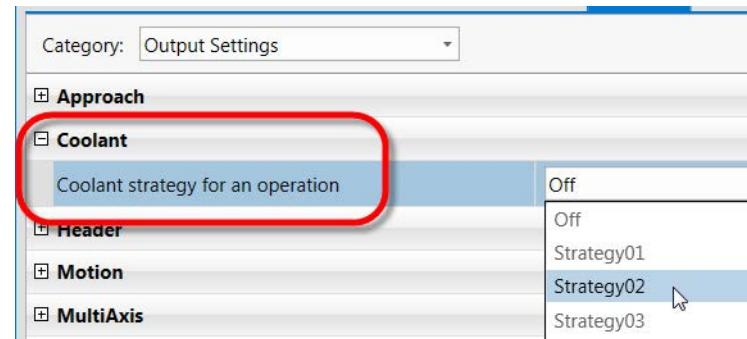 Category: Output Settings
Approach
Coolant
Coolant strategy for an operation Off
Off
Header
Strategy01
Motion
Strategy02
MultiAxis
Strategy03